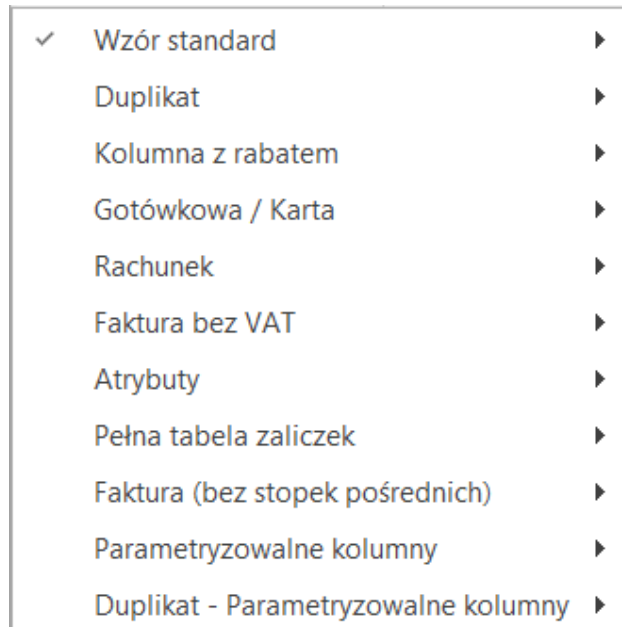 Wzór standard
Duplikat
Kolumna z rabatem
Gotówkowa / Karta
Rachunek
Faktura bez VAT
Atrybuty
Pełna tabela zaliczek
Faktura (bez stopek pośrednich)
Parametryzowalne kolumny
Duplikat - Parametryzowalne kolumny